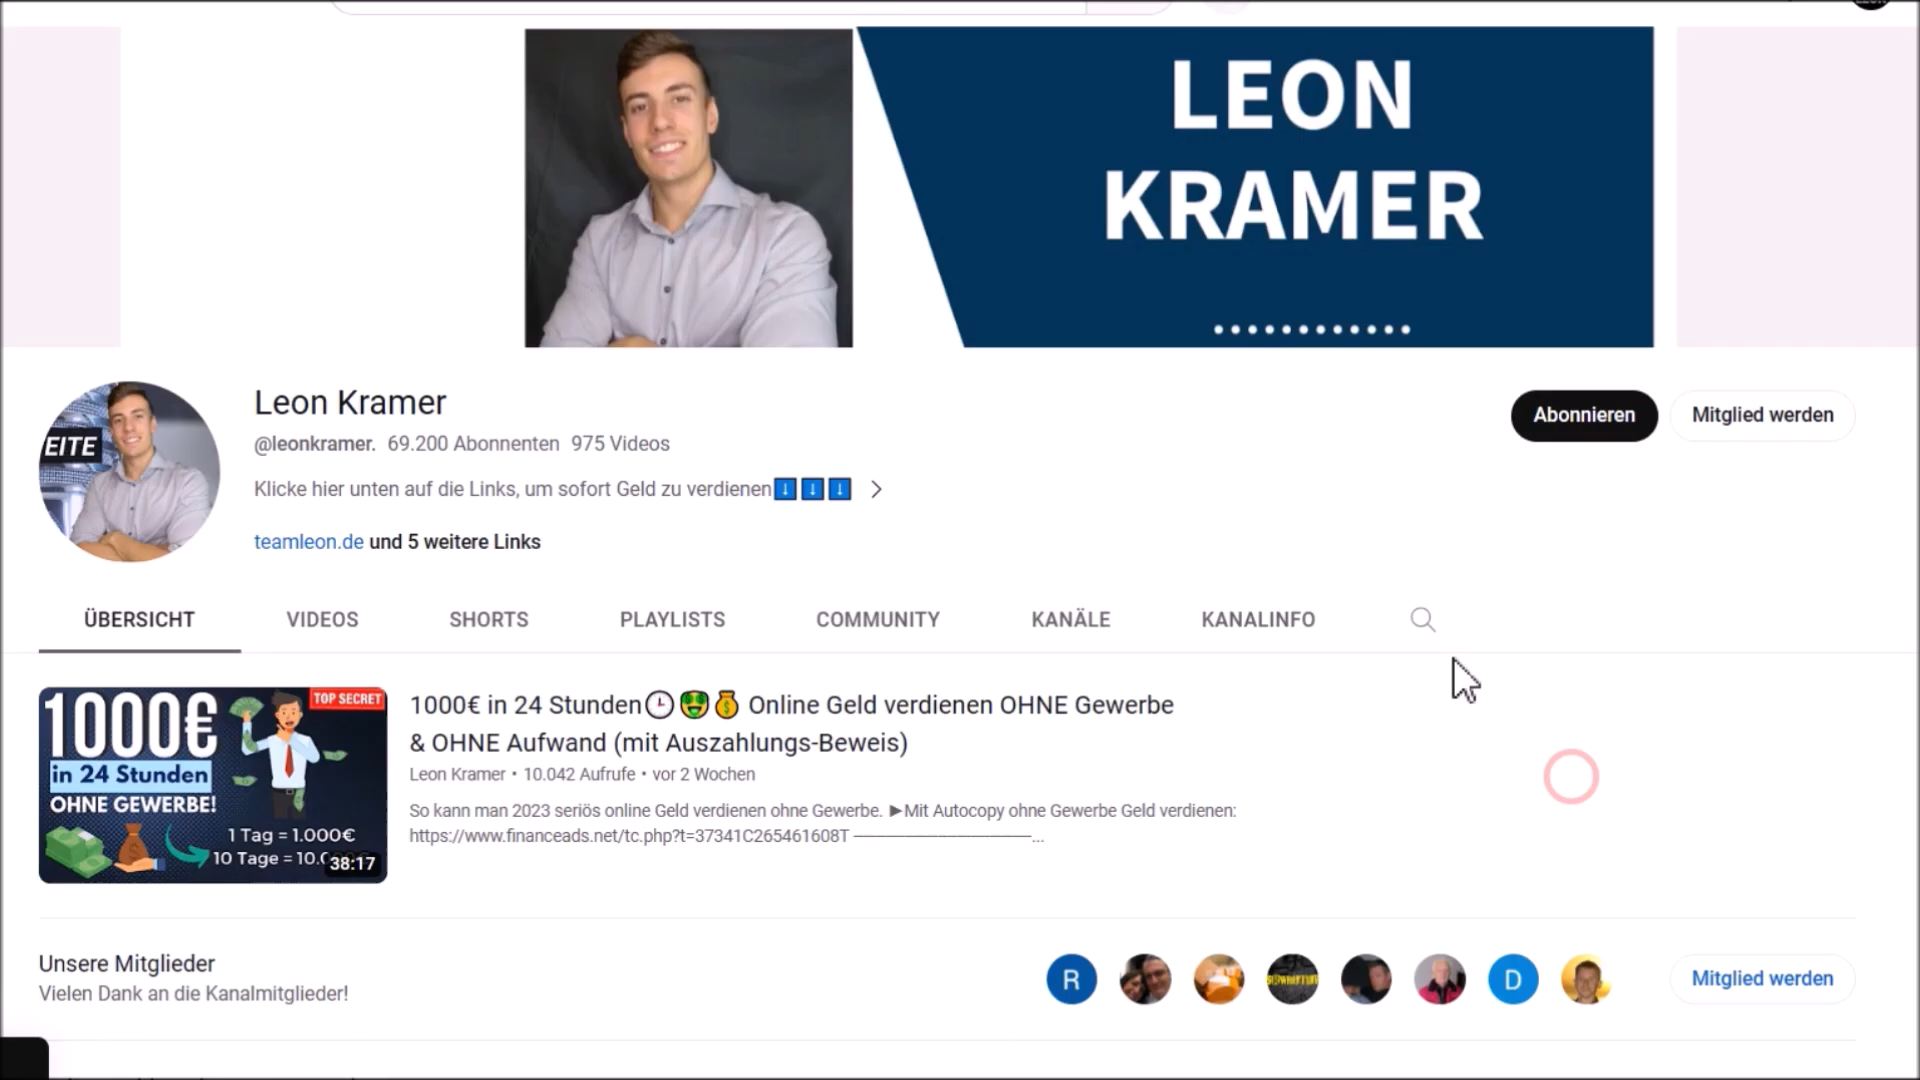 LEON
KRAMER
EITE
Leon Kramer
@leonkramer. 69.200 Abonnenten 975 Videos
Klicke hier unten auf die Links, um sofort Geld zu verdienen⬇️⬇️⬇️ >
teamleon.de und 5 weitere Links
Abonnieren
Mitglied werden
ÜBERSICHT VIDEOS SHORTS PLAYLISTS COMMUNITY KANÄLE KANALINFO
TOP SECRET
1000€
in 24 Stunden
OHNE GEWERBE!
1 Tag = 1.000€
10 Tage = 10.0
38:17
1000€ in 24 Stunden🕒🤑💰 Online Geld verdienen OHNE Gewerbe
& OHNE Aufwand (mit Auszahlungs-Beweis)
Leon Kramer • 10.042 Aufrufe • vor 2 Wochen
So kann man 2023 seriös online Geld verdienen ohne Gewerbe. ►Mit Autocopy ohne Gewerbe Geld verdienen:
https://www.financeads.net/tc.php?t=37341C265461608T ——————————...
Unsere Mitglieder
Vielen Dank an die Kanalmitglieder!
R
D
Mitglied werden